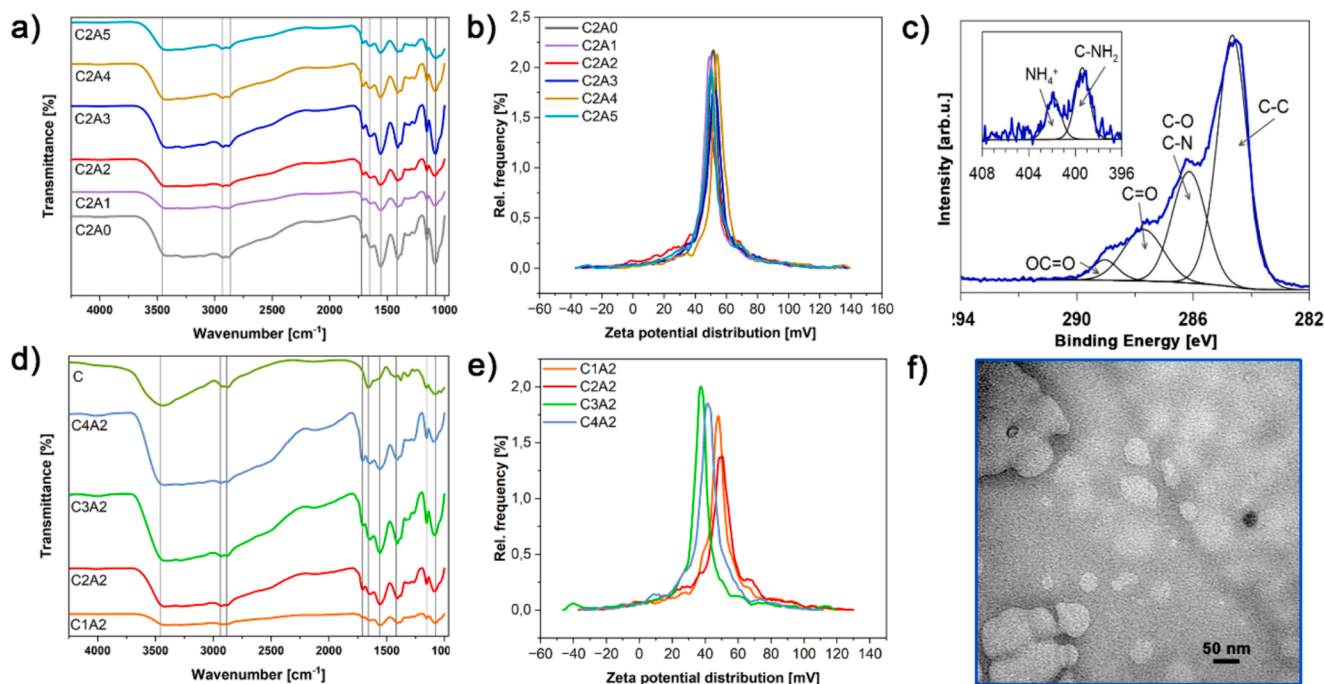 a)
C2A5
C2A4
C2A3
C2A2
C2A1
C2A0
Transmittance [%]
4000 3500 3000 2500 2000 1500 1000
Wavenumber [cm-1]
b)
C2A0
C2A1
C2A2
C2A3
C2A4
C2A5
Rel. frequency [%]
2,5
2,0
1,5
1,0
0,5
0,0
−60 −40 −20 0 20 40 60 80 100 120 140 160
Zeta potential distribution [mV]
c)
NH4+
C-NH2
408 404 400 396
C-O
C-N
C-C
C=O
OC=O
Intensity [arb.u.]
294 290 286 282
Binding Energy [eV]
d)
C
C4A2
C3A2
C2A2
C1A2
Transmittance [%]
4000 3500 3000 2500 2000 1500 1000
Wavenumber [cm-1]
e)
C1A2
C2A2
C3A2
C4A2
Rel. frequency [%]
2.0
1.5
1.0
0.5
0.0
−60 −40 −20 0 20 40 60 80 100 120 140
Zeta potential distribution [mV]
f)
50 nm